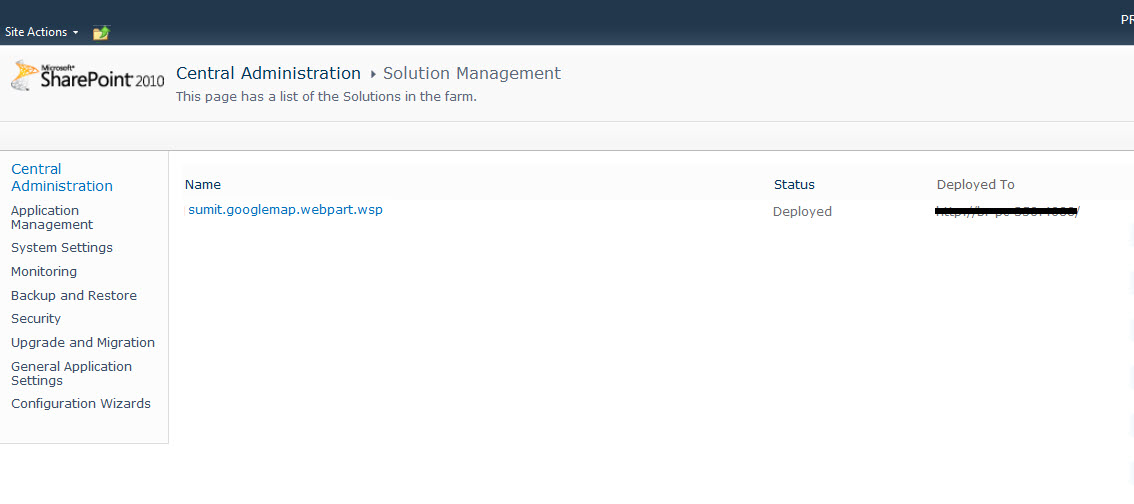 PR
Site Actions
Microsoft®
SharePoint® 2010
Central Administration ▸ Solution Management
This page has a list of the Solutions in the farm.
Central
Administration
Application
Management
System Settings
Monitoring
Backup and Restore
Security
Upgrade and Migration
General Application
Settings
Configuration Wizards
Name Status Deployed To
sumit.googlemap.webpart.wsp Deployed